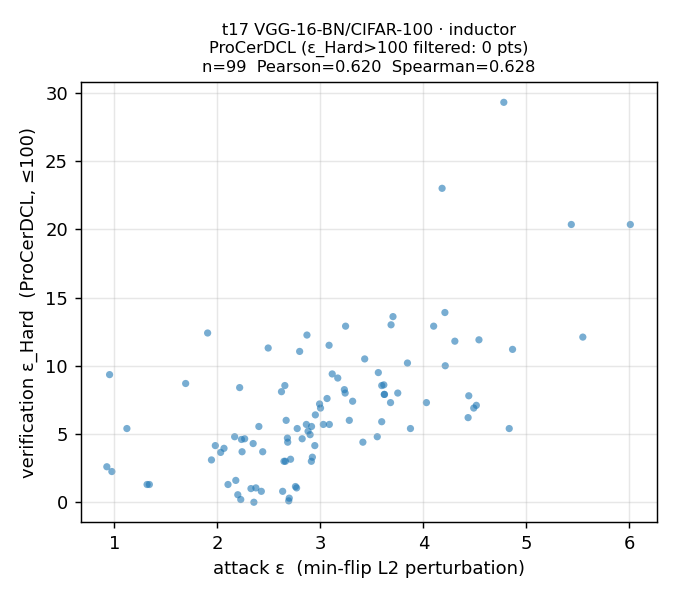 t17 VGG-16-BN/CIFAR-100 · inductor
ProCerDCL (ε_Hard>100 filtered: 0 pts)
n=99  Pearson=0.620  Spearman=0.628
verification ε_Hard  (ProCerDCL, ≤100)
30
25
20
15
10
5
0
1 2 3 4 5 6
attack ε  (min-flip L2 perturbation)